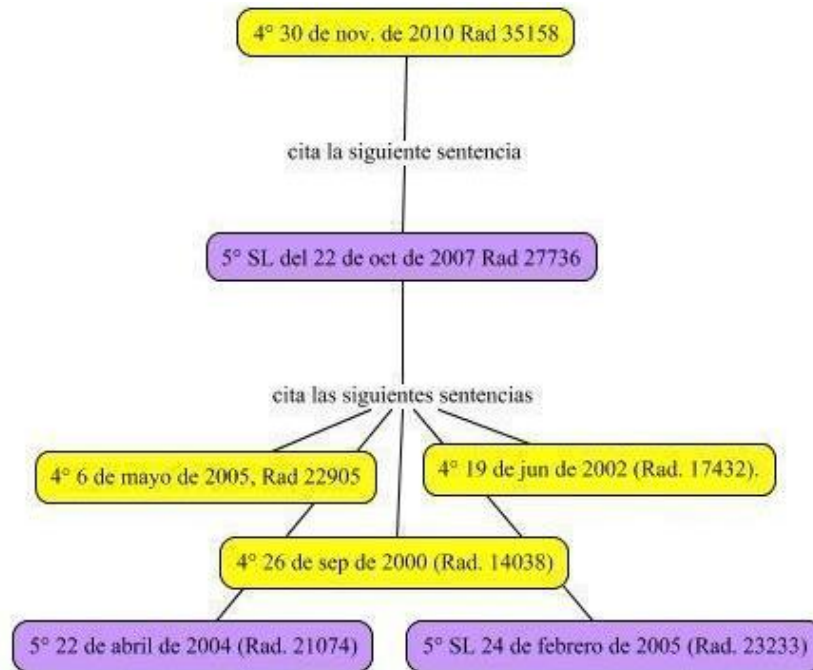 4° 30 de nov. de 2010 Rad 35158
cita la siguiente sentencia
5° SL del 22 de oct de 2007 Rad 27736
cita las siguientes sentencias
4° 6 de mayo de 2005, Rad 22905
4° 19 de jun de 2002 (Rad. 17432).
4° 26 de sep de 2000 (Rad. 14038)
5° 22 de abril de 2004 (Rad. 21074)
5° SL 24 de febrero de 2005 (Rad. 23233)